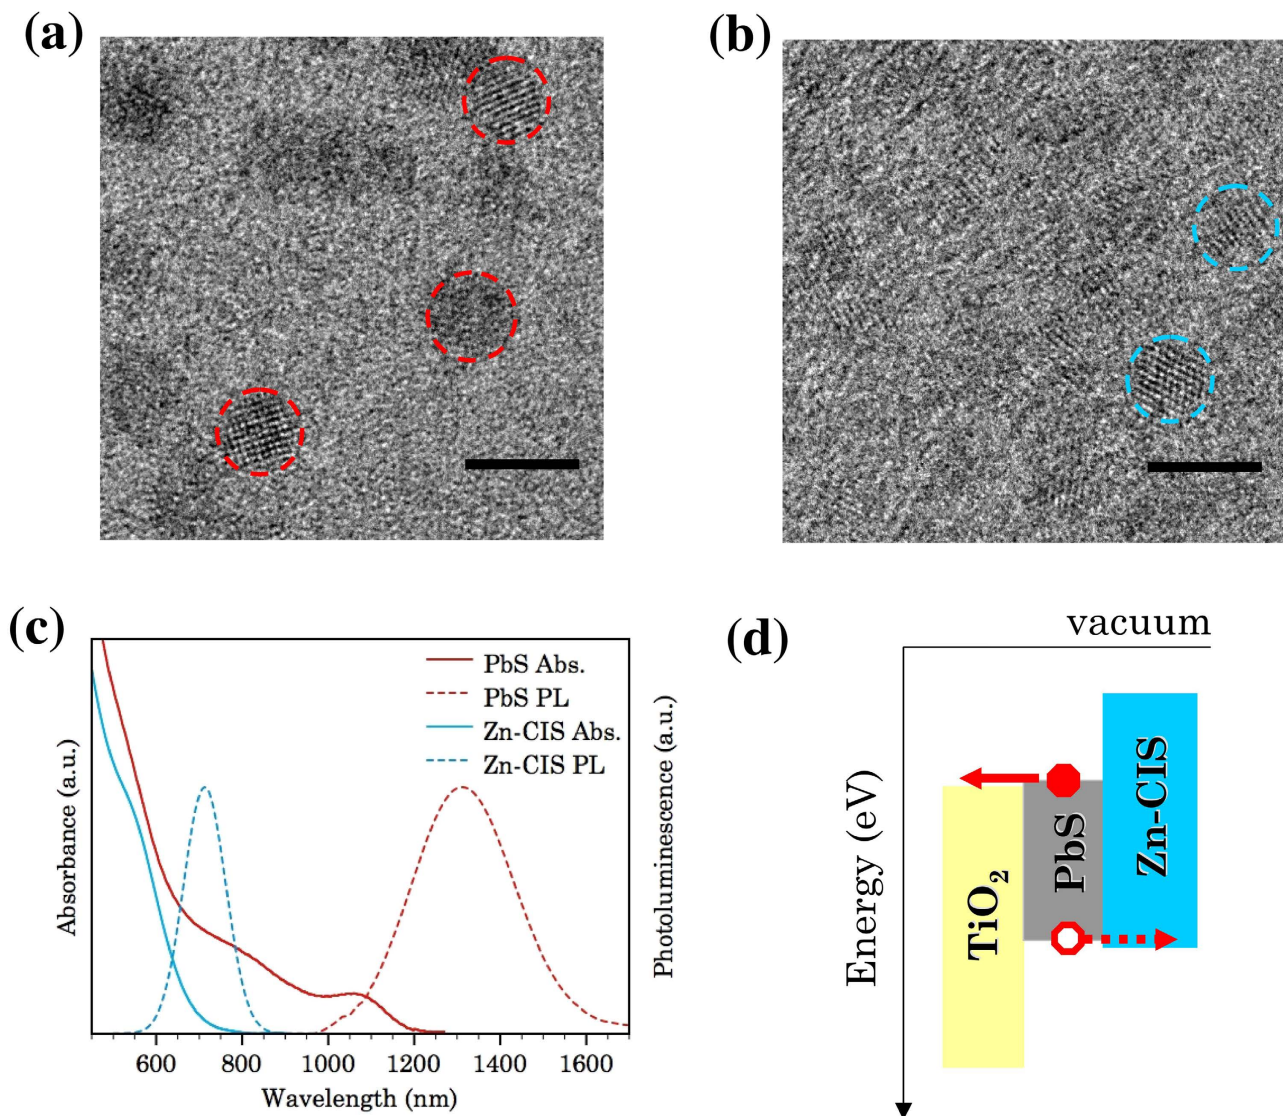 (a)
(b)
(c)
Absorbance (a.u.)
PbS Abs.
PbS PL
Zn-CIS Abs.
Zn-CIS PL
Photoluminescence (a.u.)
600 800 1000 1200 1400 1600
Wavelength (nm)
(d)
vacuum
Energy (eV)
TiO₂
PbS
Zn-CIS